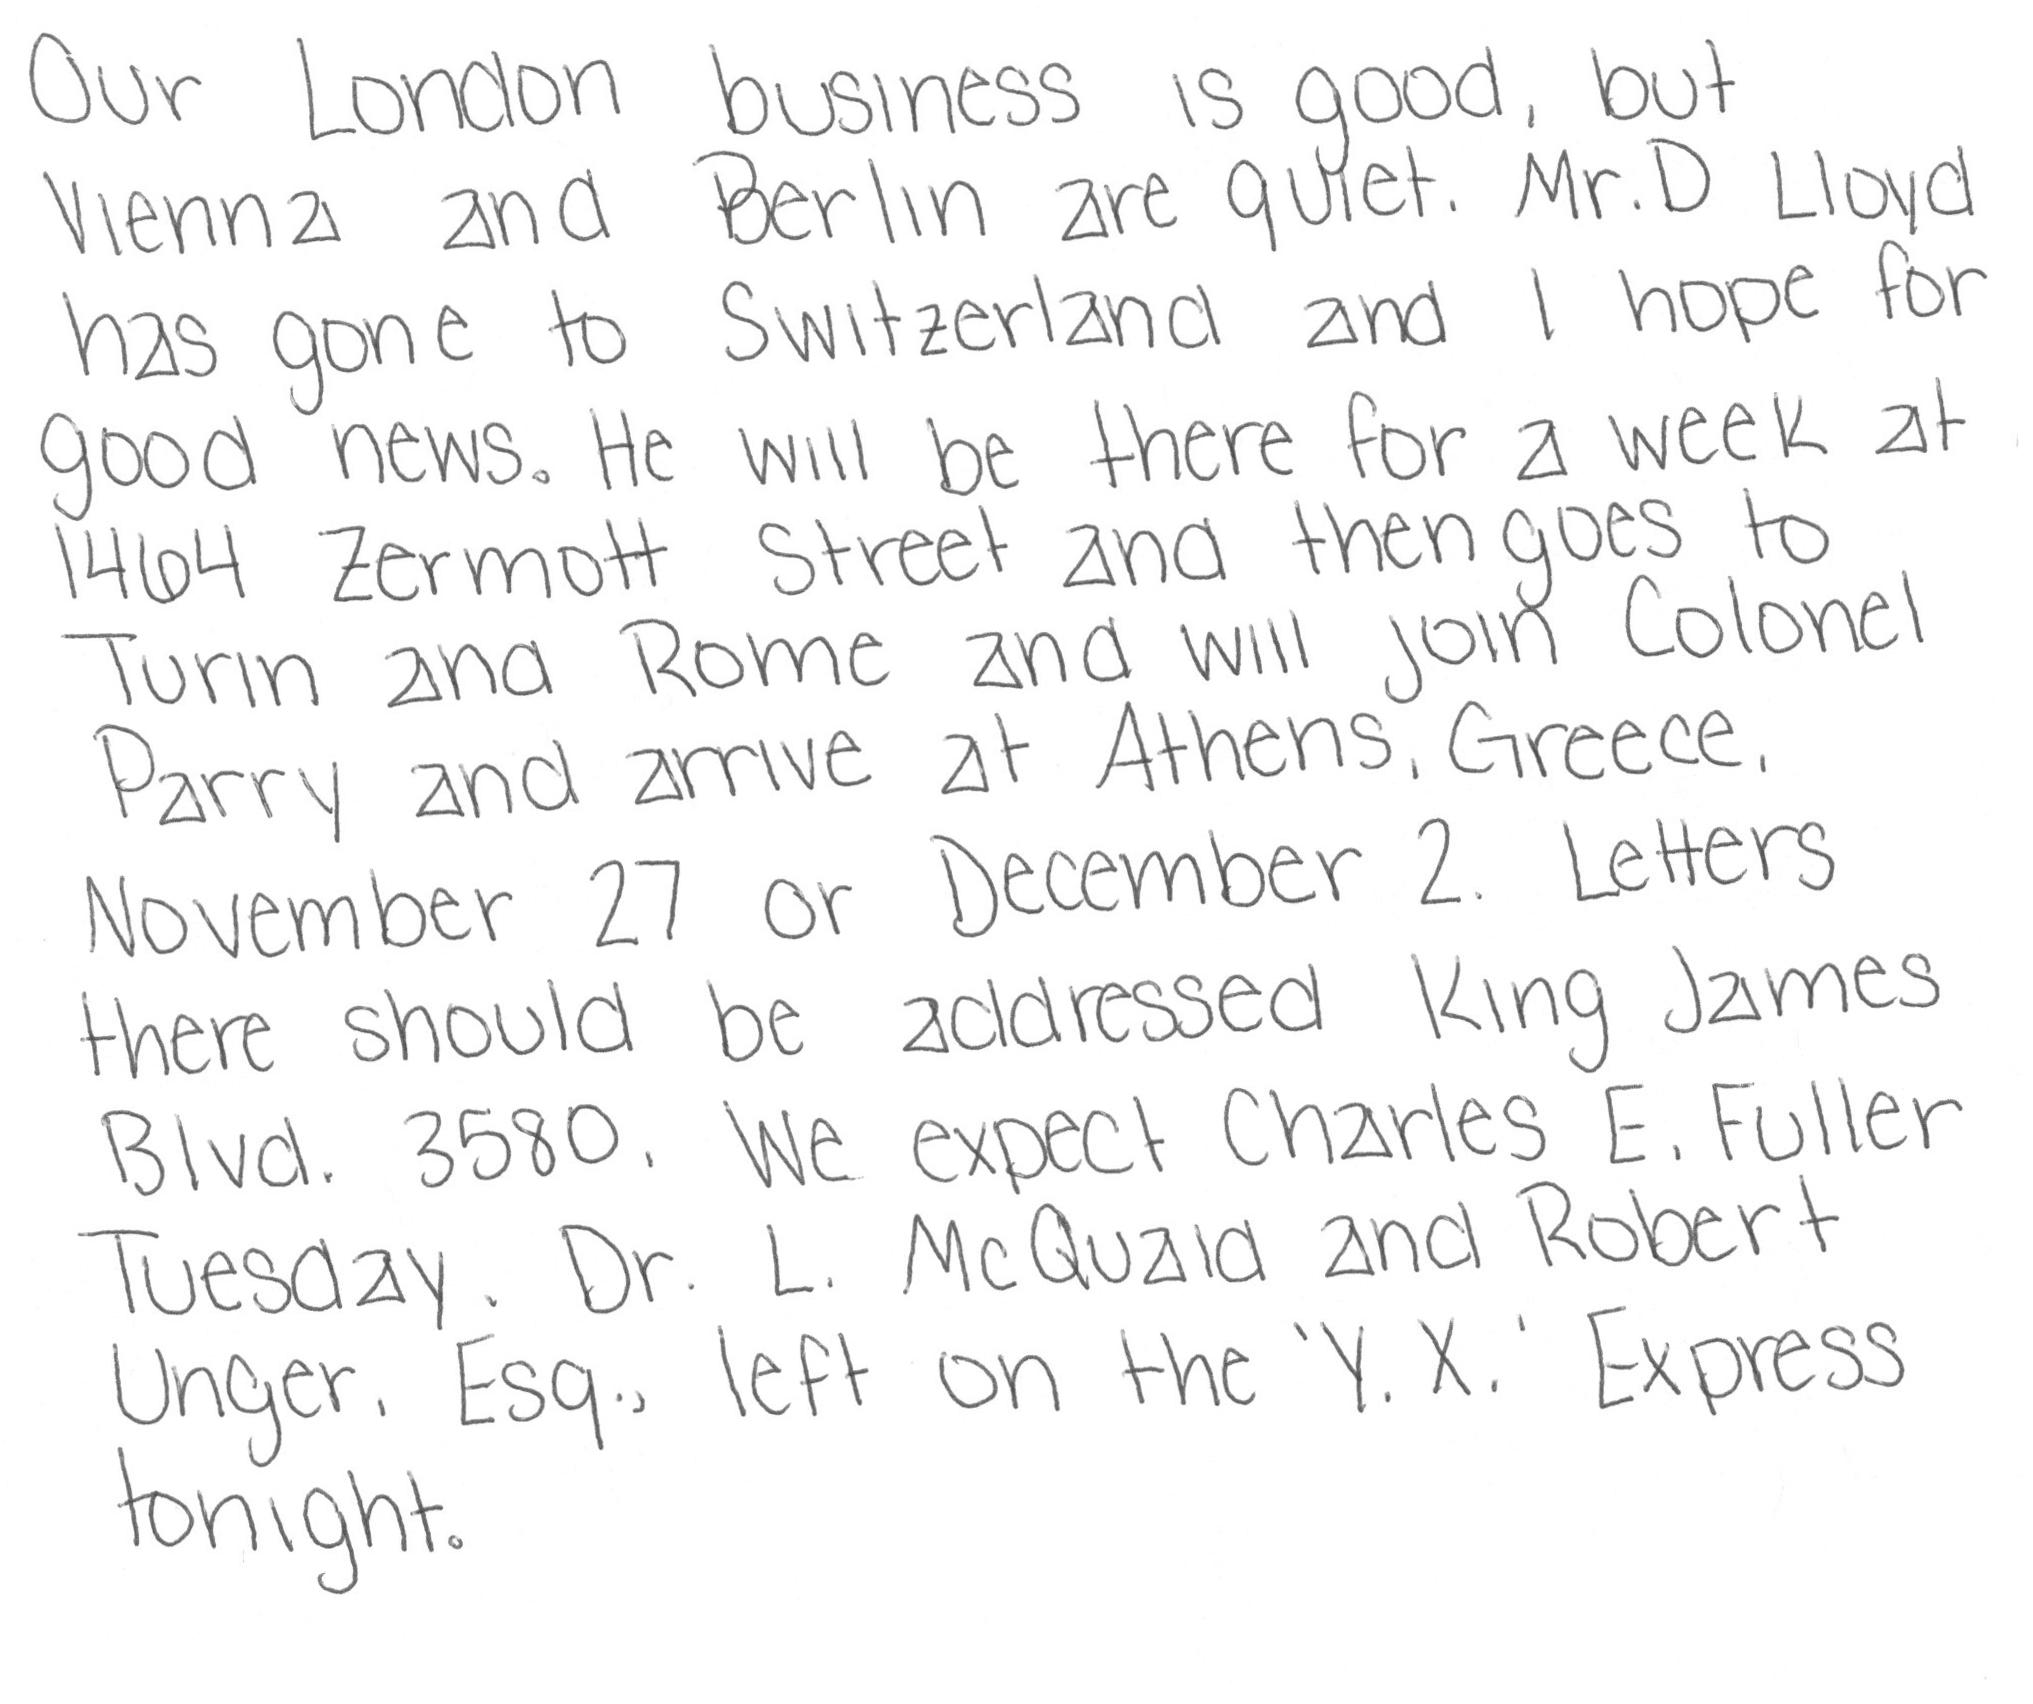 Our London business is good, but
Vienna and Berlin are quiet. Mr. D Lloyd
has gone to Switzerland and I hope for
good news. He will be there for a week at
1464 Zermott Street and then goes to
Turin and Rome and will join Colonel
Parry and arrive at Athens, Greece,
November 27 or December 2. Letters
there should be addressed King James
Blvd. 3580. We expect Charles E. Fuller
Tuesday. Dr. L. McQuaid and Robert
Unger, Esq., left on the 'Y. X.' Express
tonight.